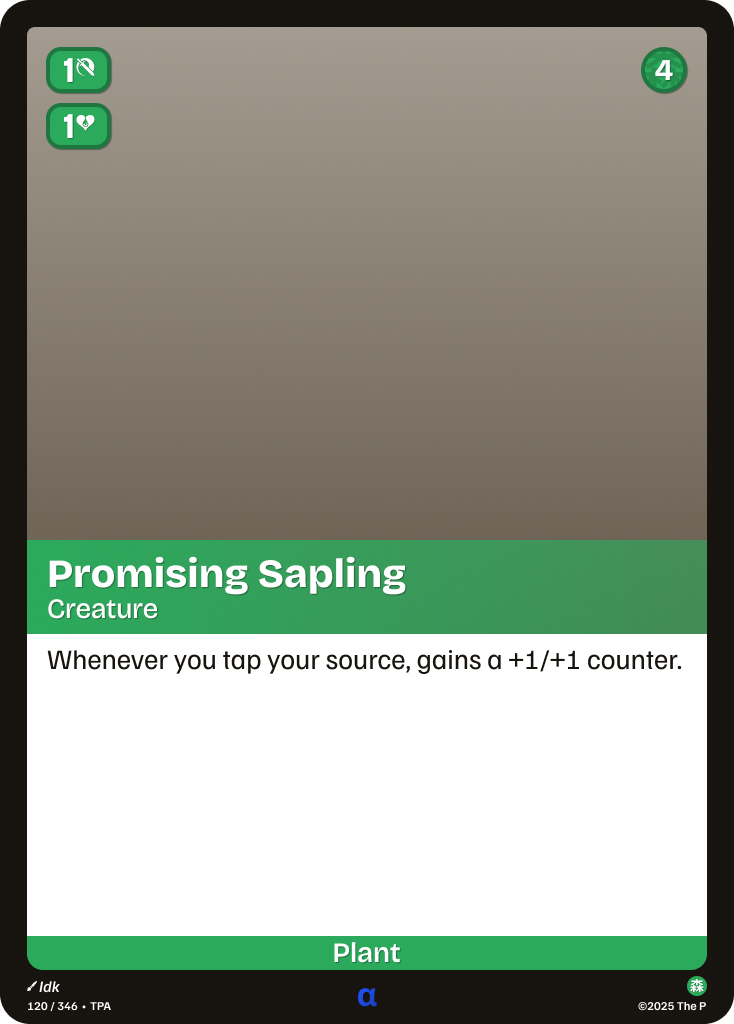 1
4
1
Promising Sapling
Creature
Whenever you tap your source, gains a +1/+1 counter.
Plant
Idk
120 / 346 • TPA
α
森
©2025 The P